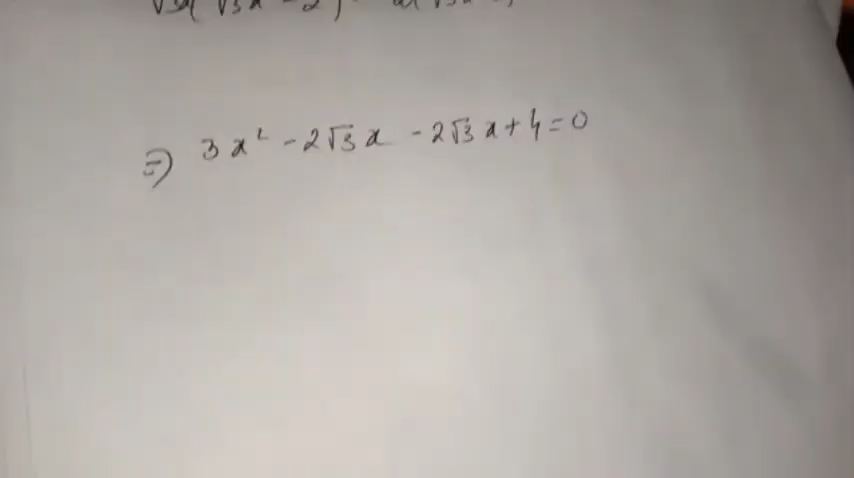 ⇒ 3x² - 2√3x - 2√3x + 4 = 0